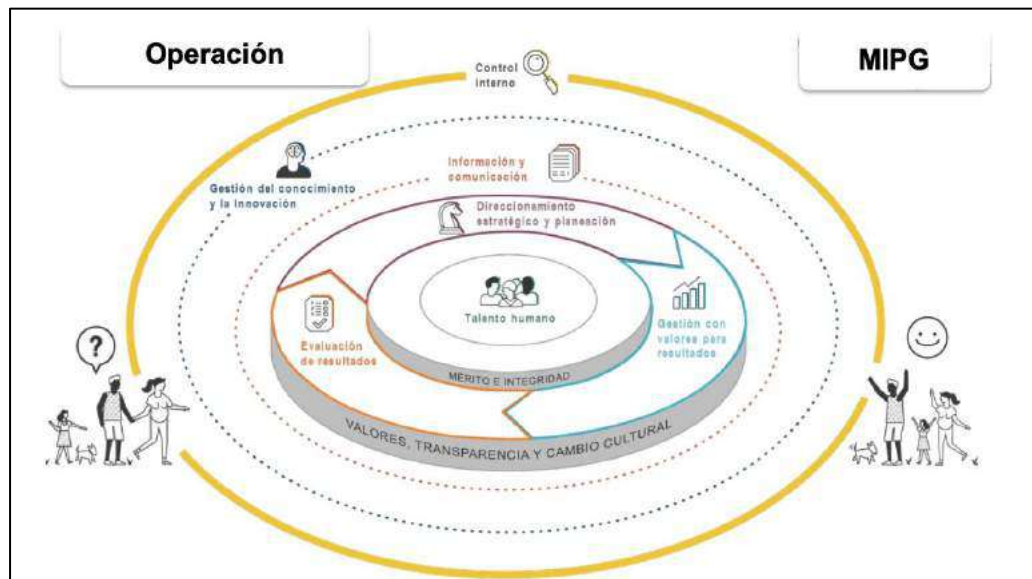 Operación
MIPG
Control
interno
Gestión del conocimiento
y la Innovación
Información y
comunicación
Direccionamiento
estratégico y planeación
Talento humano
Gestión con
valores para
resultados
Evaluación
de resultados
MÉRITO E INTEGRIDAD
VALORES, TRANSPARENCIA Y CAMBIO CULTURAL
?